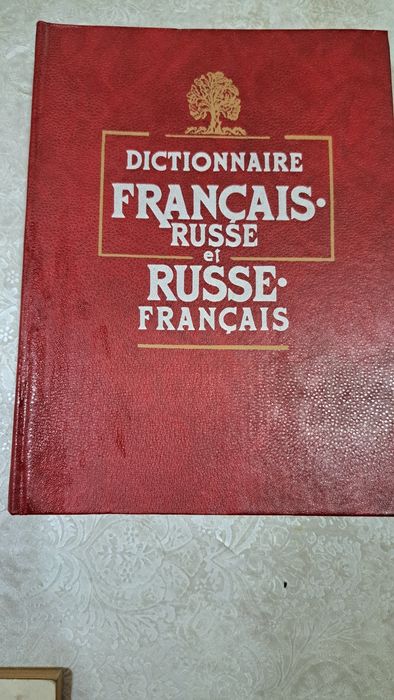 DICTIONNAIRE
FRANÇAIS•
RUSSE
et
RUSSE•
FRANÇAIS